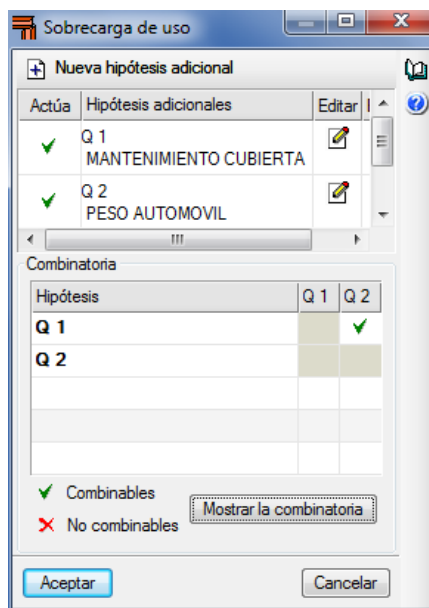 Sobrecarga de uso
Nueva hipótesis adicional
Actúa Hipótesis adicionales Editar
Q 1
MANTENIMIENTO CUBIERTA
Q 2
PESO AUTOMOVIL
Combinatoria
Hipótesis Q 1 Q 2
Q 1
Q 2
Combinables
No combinables
Mostrar la combinatoria
Aceptar Cancelar